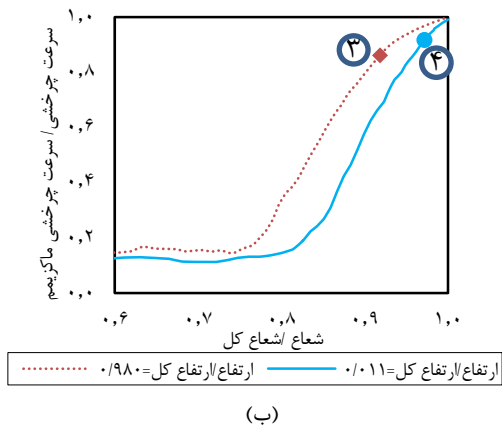 سرعت چرخشی/ سرعت چرخشی ماکزیمم
۱٫۰
۰٫۸
۰٫۶
۰٫۴
۰٫۲
۰٫۰
۳
۴
۰٫۶
۰٫۷
۰٫۸
۰٫۹
۱٫۰
شعاع /شعاع کل
ارتفاع/ارتفاع کل=۰/۹۸۰
ارتفاع/ارتفاع کل=۰/۰۱۱
(ب)